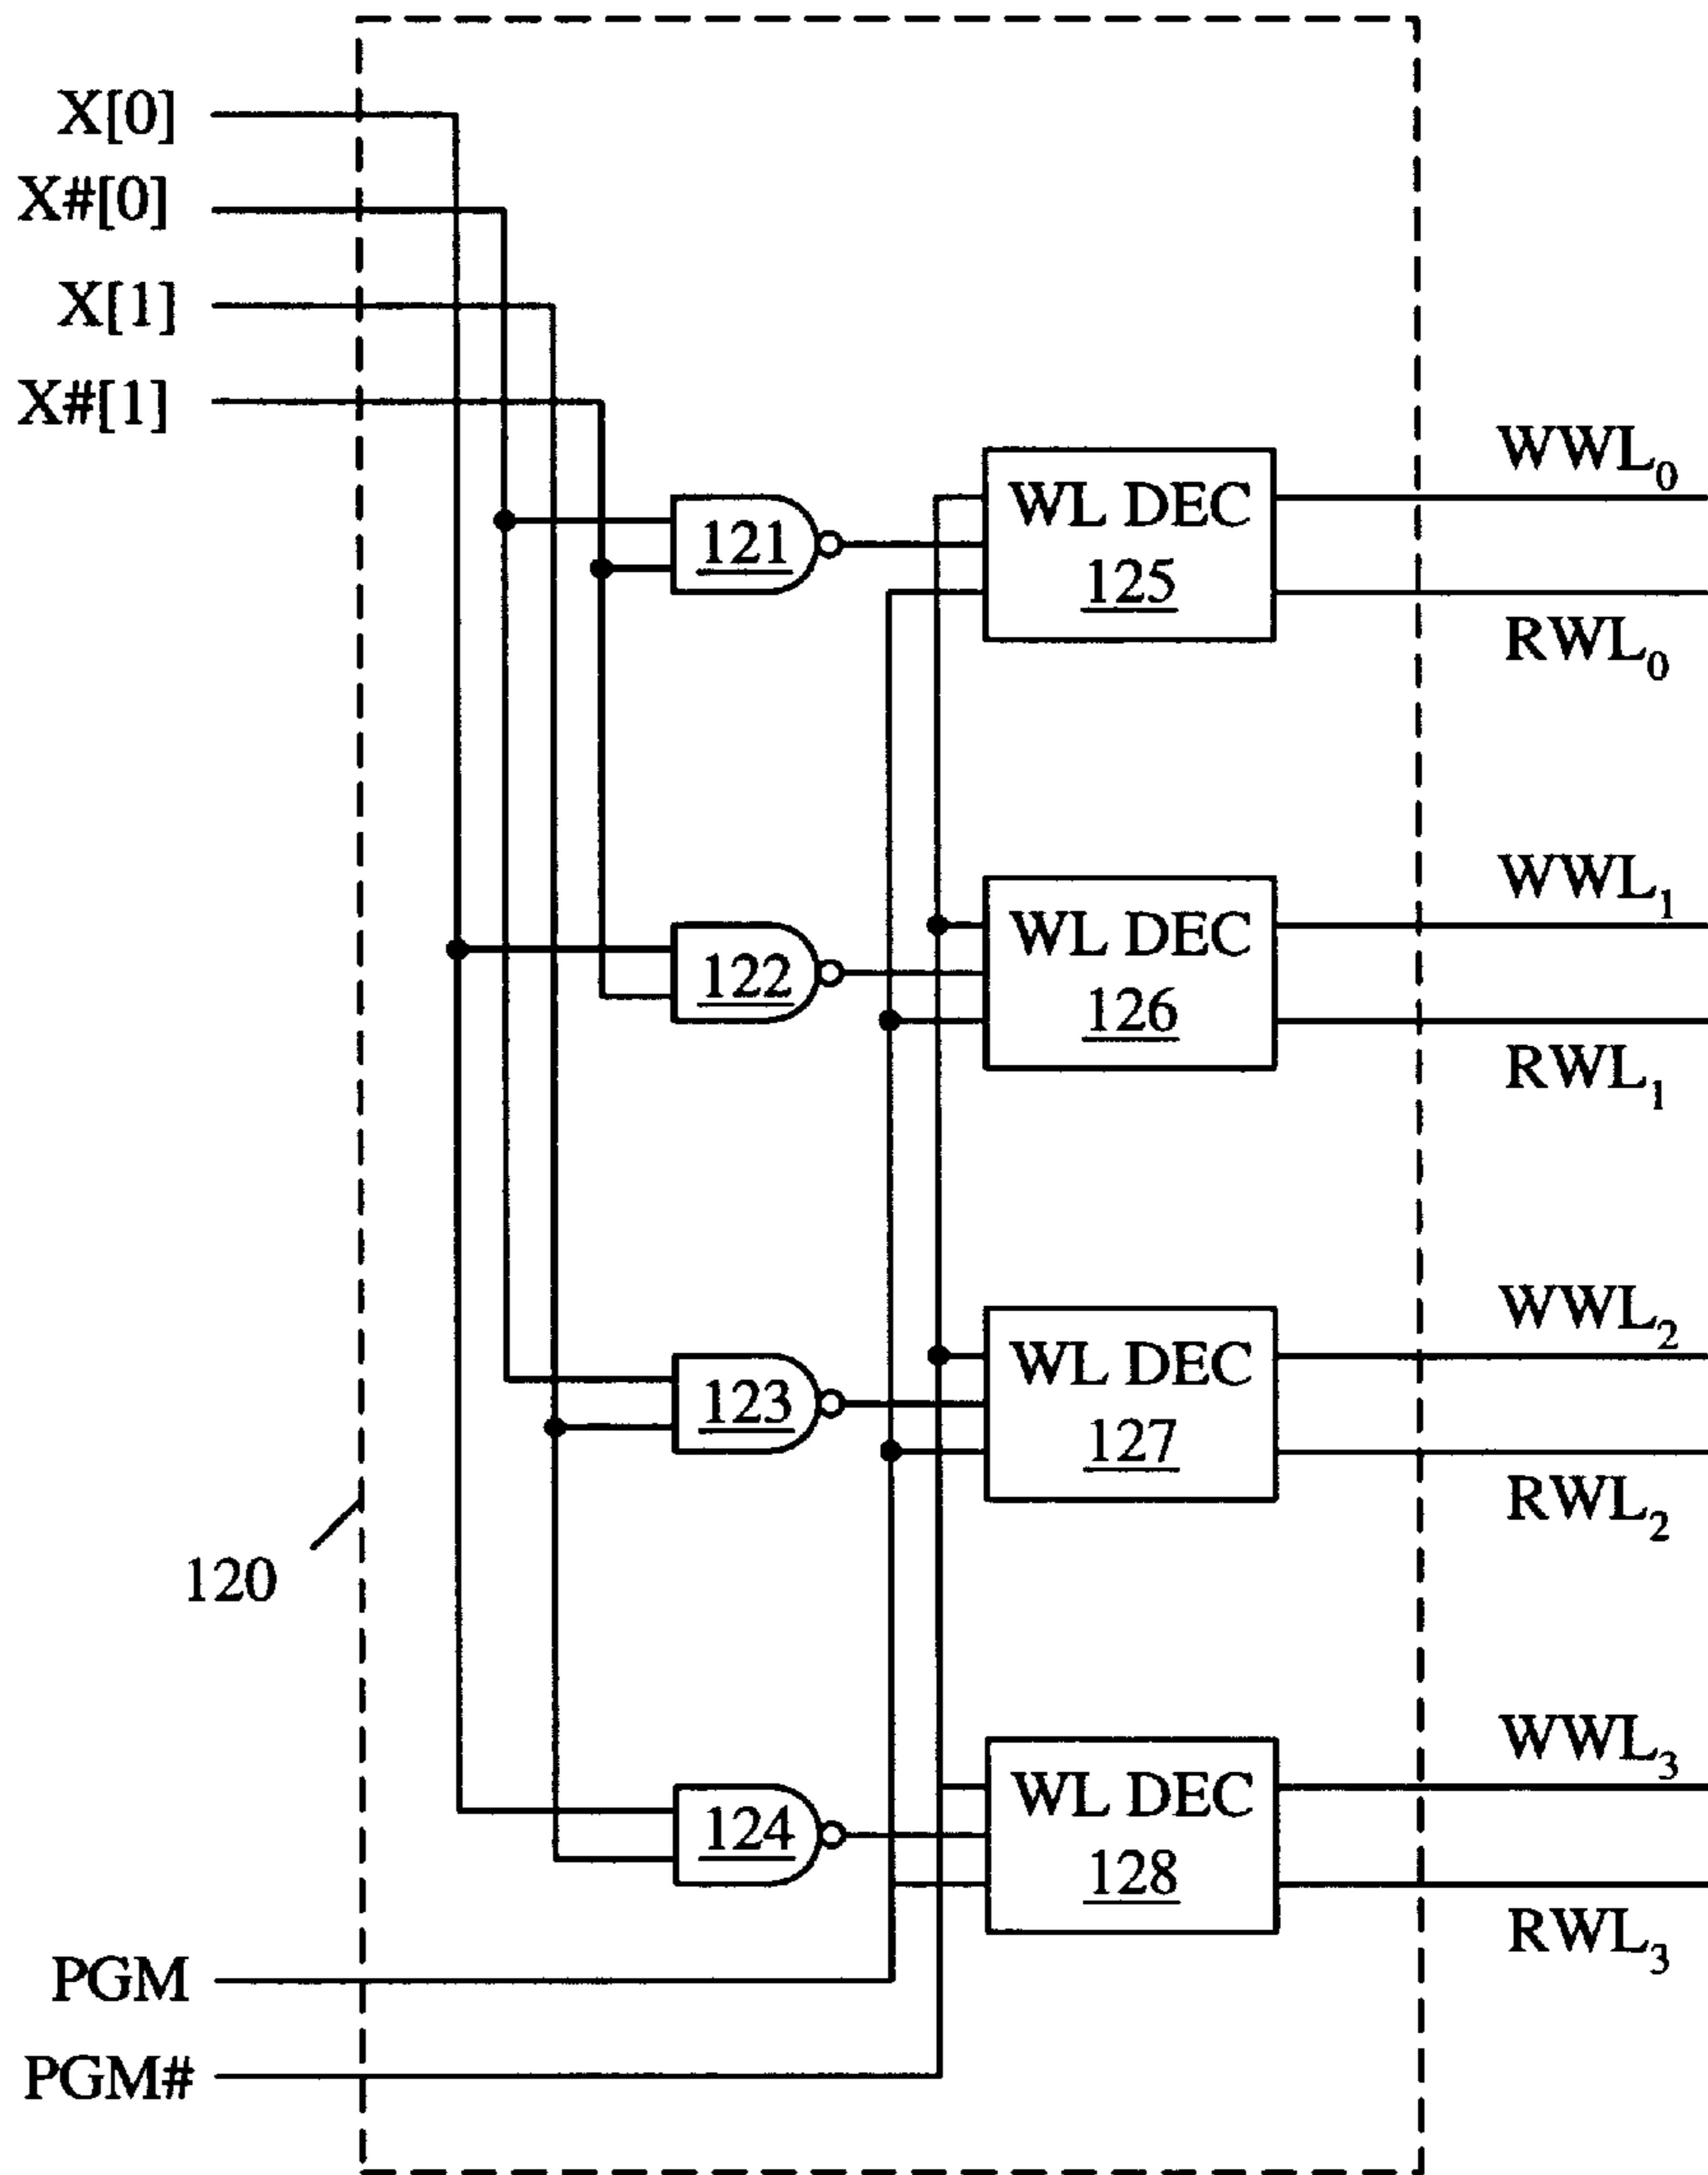 X[0]
X#[0]
X[1]
X#[1]
121
WL DEC
125
WWL0
RWL0
122
WL DEC
126
WWL1
RWL1
123
WL DEC
127
WWL2
RWL2
120
124
WL DEC
128
WWL3
RWL3
PGM
PGM#